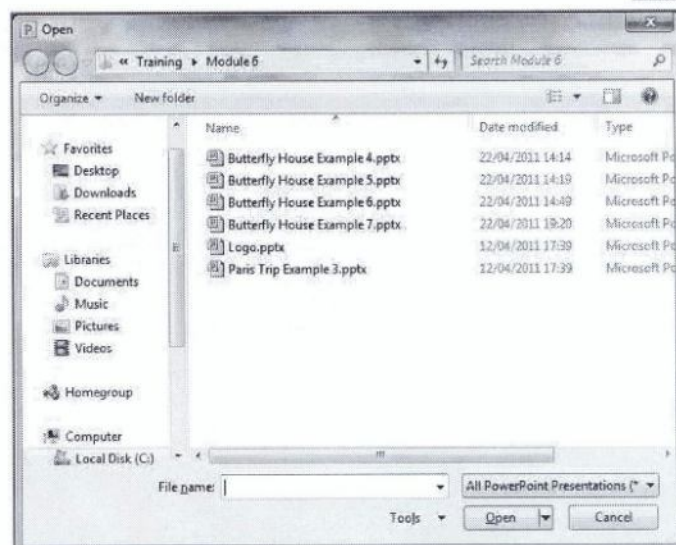 Open
« Training ▸ Module 6
Search Module 6
Organize ▾ New folder
Name Date modified Type
Favorites
Desktop
Downloads
Recent Places
Libraries
Documents
Music
Pictures
Videos
Homegroup
Computer
Local Disk (C:)
Butterfly House Example 4.pptx 22/04/2011 14:14 Microsoft Po
Butterfly House Example 5.pptx 22/04/2011 14:19 Microsoft Po
Butterfly House Example 6.pptx 22/04/2011 14:49 Microsoft Po
Butterfly House Example 7.pptx 22/04/2011 19:20 Microsoft Po
Logo.pptx 12/04/2011 17:39 Microsoft Po
Paris Trip Example 3.pptx 12/04/2011 17:39 Microsoft Po
File name: All PowerPoint Presentations (*
Tools ▾ Open Cancel